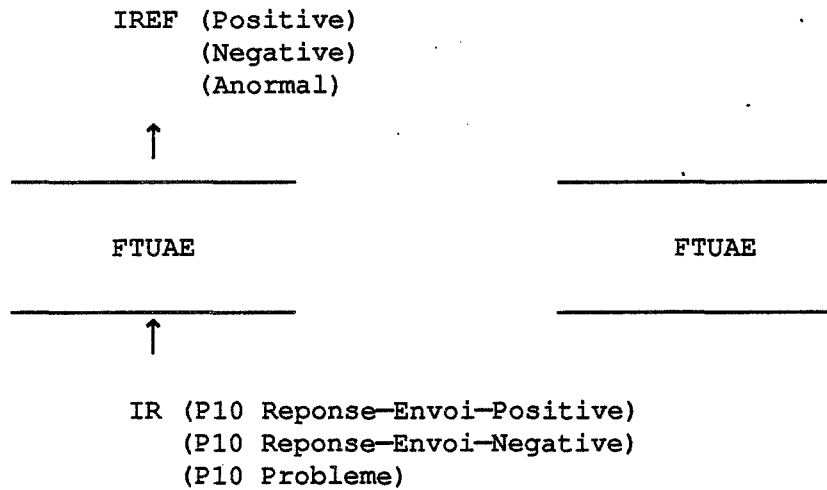 IREF (Positive)
(Negative)
(Anormal)
FTUAE FTUAE
IR (P10 Reponse—Envoi—Positive)
(P10 Reponse—Envoi—Negative)
(P10 Probleme)